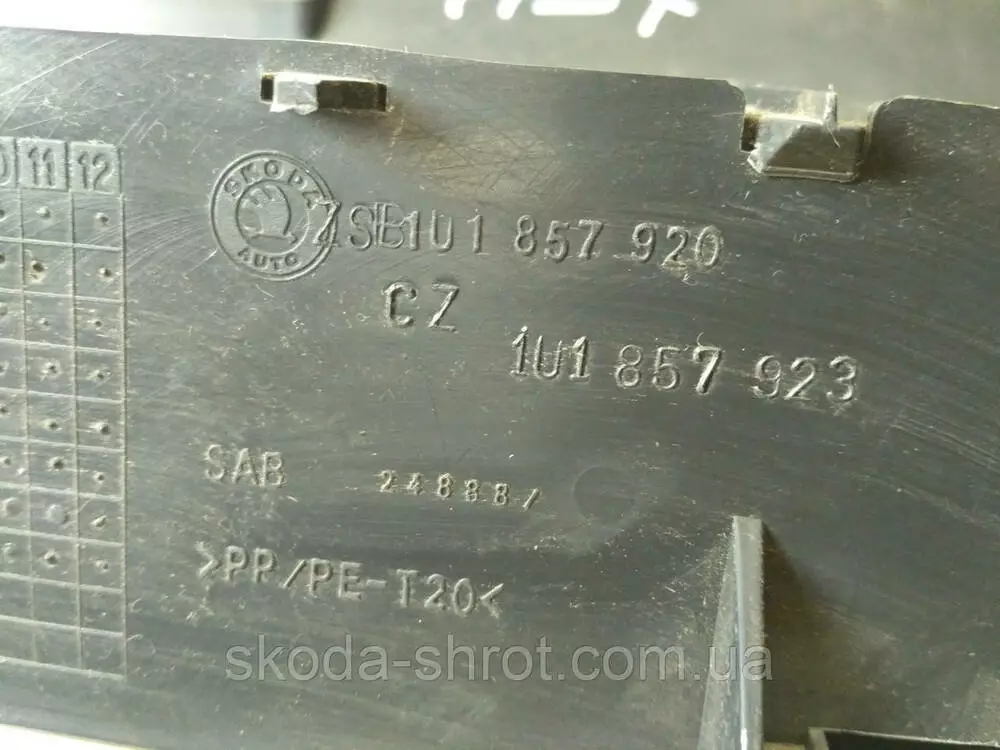 11 12
SKODA
AUTO
ZSB 1U1 857 920
CZ
1U1 857 923
SAB
>PP/PE-T20<
skoda-shrot.com.ua